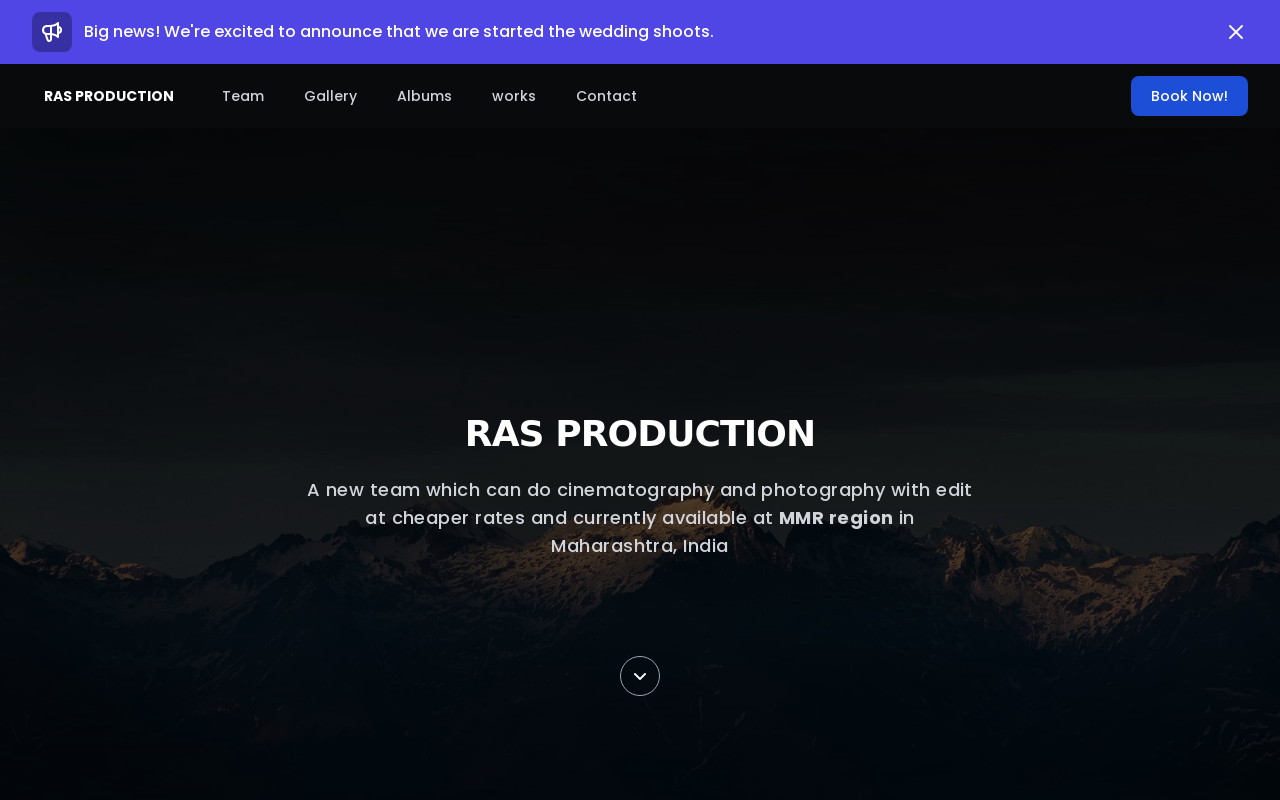 Big news! We're excited to announce that we are started the wedding shoots.
RAS PRODUCTION
Team
Gallery
Albums
works
Contact
Book Now!
RAS PRODUCTION
A new team which can do cinematography and photography with edit
at cheaper rates and currently available at MMR region in
Maharashtra, India